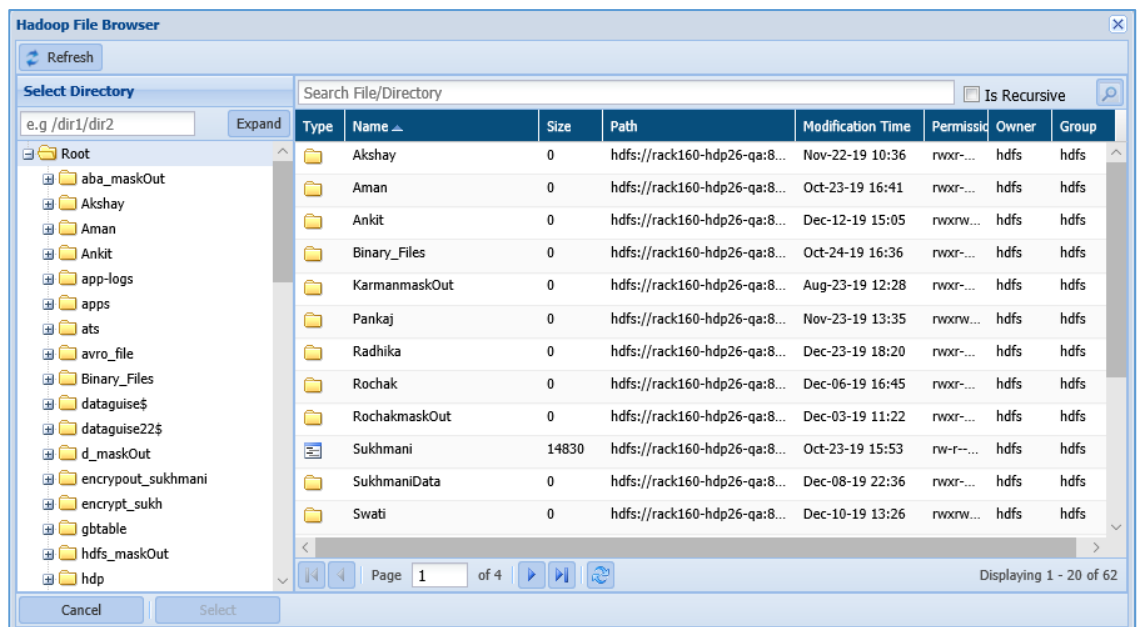 Hadoop File Browser
Refresh
Select Directory
e.g /dir1/dir2 Expand
Root
aba_maskOut
Akshay
Aman
Ankit
app-logs
apps
ats
avro_file
Binary_Files
dataguise$
dataguise22$
d_maskOut
encrypout_sukhmani
encrypt_sukh
gbtable
hdfs_maskOut
hdp
Search File/Directory Is Recursive
Type Name Size Path Modification Time Permissic Owner Group
Akshay 0 hdfs://rack160-hdp26-qa:8... Nov-22-19 10:36 rwxr-... hdfs hdfs
Aman 0 hdfs://rack160-hdp26-qa:8... Oct-23-19 16:41 rwxr-... hdfs hdfs
Ankit 0 hdfs://rack160-hdp26-qa:8... Dec-12-19 15:05 rwxrw... hdfs hdfs
Binary_Files 0 hdfs://rack160-hdp26-qa:8... Oct-24-19 16:36 rwxr-... hdfs hdfs
KarmanmaskOut 0 hdfs://rack160-hdp26-qa:8... Aug-23-19 12:28 rwxr-... hdfs hdfs
Pankaj 0 hdfs://rack160-hdp26-qa:8... Nov-23-19 13:35 rwxrw... hdfs hdfs
Radhika 0 hdfs://rack160-hdp26-qa:8... Dec-23-19 18:20 rwxr-... hdfs hdfs
Rochak 0 hdfs://rack160-hdp26-qa:8... Dec-06-19 16:45 rwxr-... hdfs hdfs
RochakmaskOut 0 hdfs://rack160-hdp26-qa:8... Dec-03-19 11:22 rwxr-... hdfs hdfs
Sukhmani 14830 hdfs://rack160-hdp26-qa:8... Oct-23-19 15:53 rw-r--... hdfs hdfs
SukhmaniData 0 hdfs://rack160-hdp26-qa:8... Dec-08-19 22:36 rwxr-... hdfs hdfs
Swati 0 hdfs://rack160-hdp26-qa:8... Dec-10-19 13:26 rwxrw... hdfs hdfs
Page 1 of 4 Displaying 1 - 20 of 62
Cancel Select